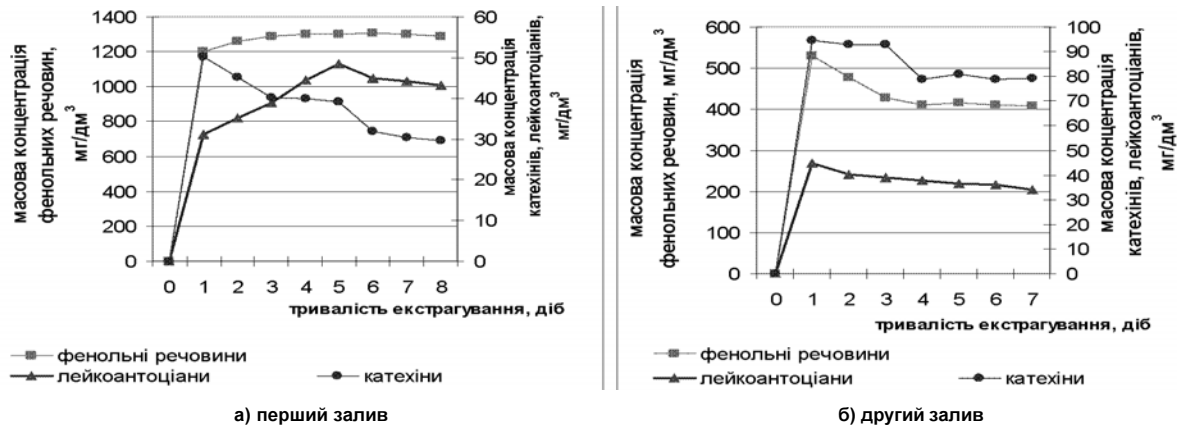 масова концентрація
фенольних речовин,
мг/дм³
1400
1200
1000
800
600
400
200
0
60
50
40
30
20
10
0
масова концентрація
катехінів, лейкоантоціанів,
мг/дм³
0 1 2 3 4 5 6 7 8
тривалість екстрагування, діб
фенольні речовини
лейкоантоціани
катехіни
а) перший залив
масова концентрація
фенольних речовин, мг/дм³
600
500
400
300
200
100
0
100
90
80
70
60
50
40
30
20
10
0
масова концентрація
катехінів, лейкоантоціанів,
мг/дм³
0 1 2 3 4 5 6 7
тривалість екстрагування, діб
фенольні речовини
лейкоантоціани
катехіни
б) другий залив